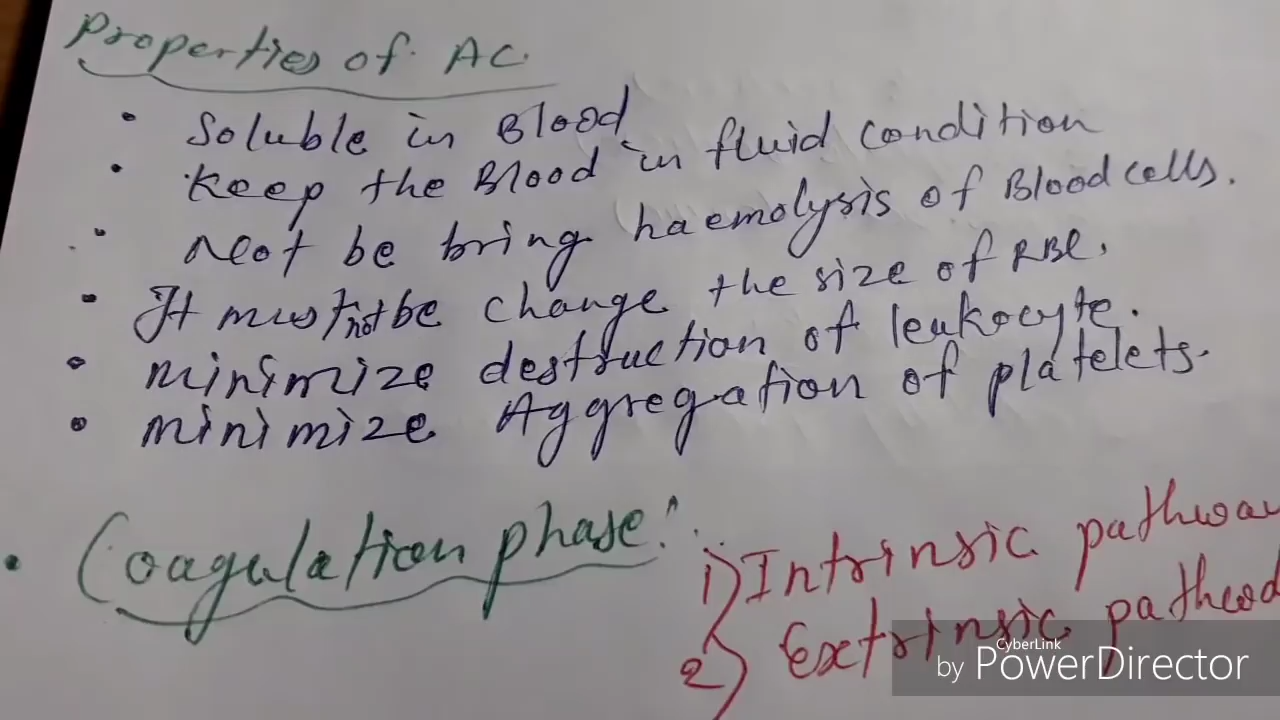 Properties of AC.
• Soluble in Blood
• Keep the Blood in fluid condition
• Not be bring haemolysis of Blood cells.
• It must not be change the size of RBC.
• minimize destruction of leukocyte.
• minimize Aggregation of platelets.
• Coagulation phase:
1) Intrinsic pathway
2) Extrinsic
CyberLink
by PowerDirector